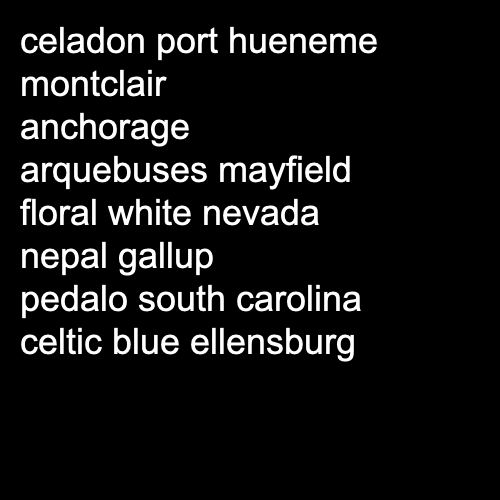 celadon port hueneme
montclair
anchorage
arquebuses mayfield
floral white nevada
nepal gallup
pedalo south carolina
celtic blue ellensburg